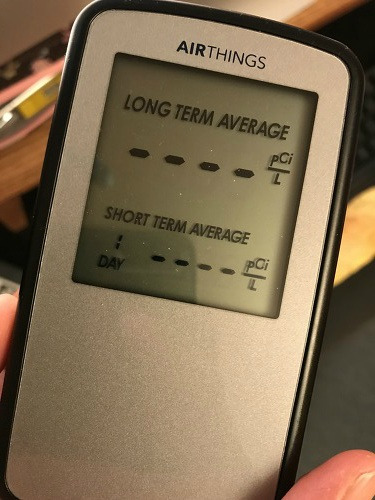 AIRTHINGS
LONG TERM AVERAGE
- - - - pCi/L
SHORT TERM AVERAGE
1 DAY - - - - pCi/L